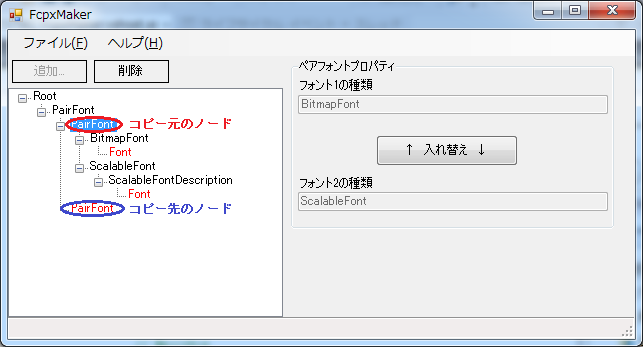 FcpxMaker
ファイル(F) ヘルプ(H)
追加... 削除
Root
PairFont
PairFont コピー元のノード
BitmapFont
Font
ScalableFont
ScalableFontDescription
Font
PairFont コピー先のノード
ペアフォントプロパティ
フォント1の種類
BitmapFont
↑ 入れ替え ↓
フォント2の種類
ScalableFont